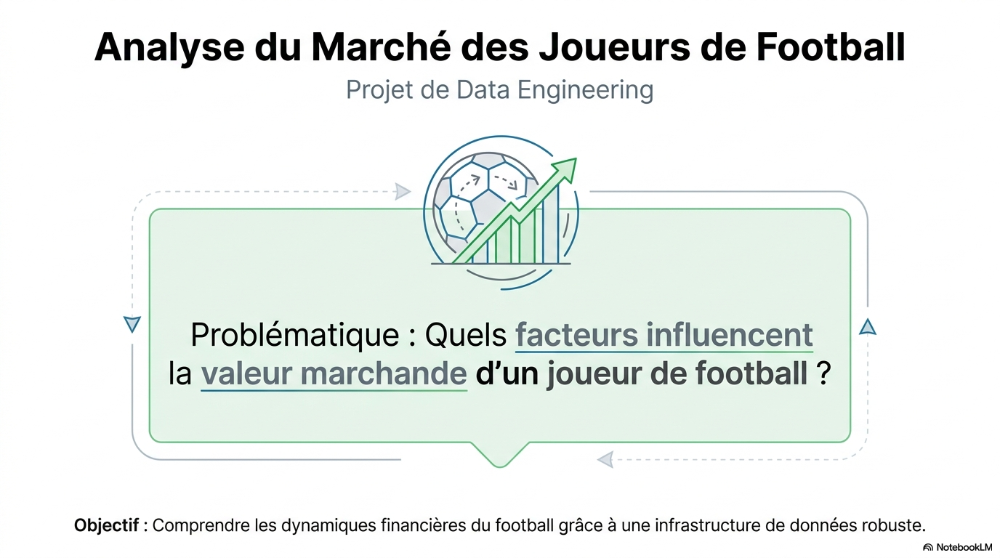 Analyse du Marché des Joueurs de Football
Projet de Data Engineering
Problématique : Quels facteurs influencent
la valeur marchande d’un joueur de football ?
Objectif : Comprendre les dynamiques financières du football grâce à une infrastructure de données robuste.
NotebookLM